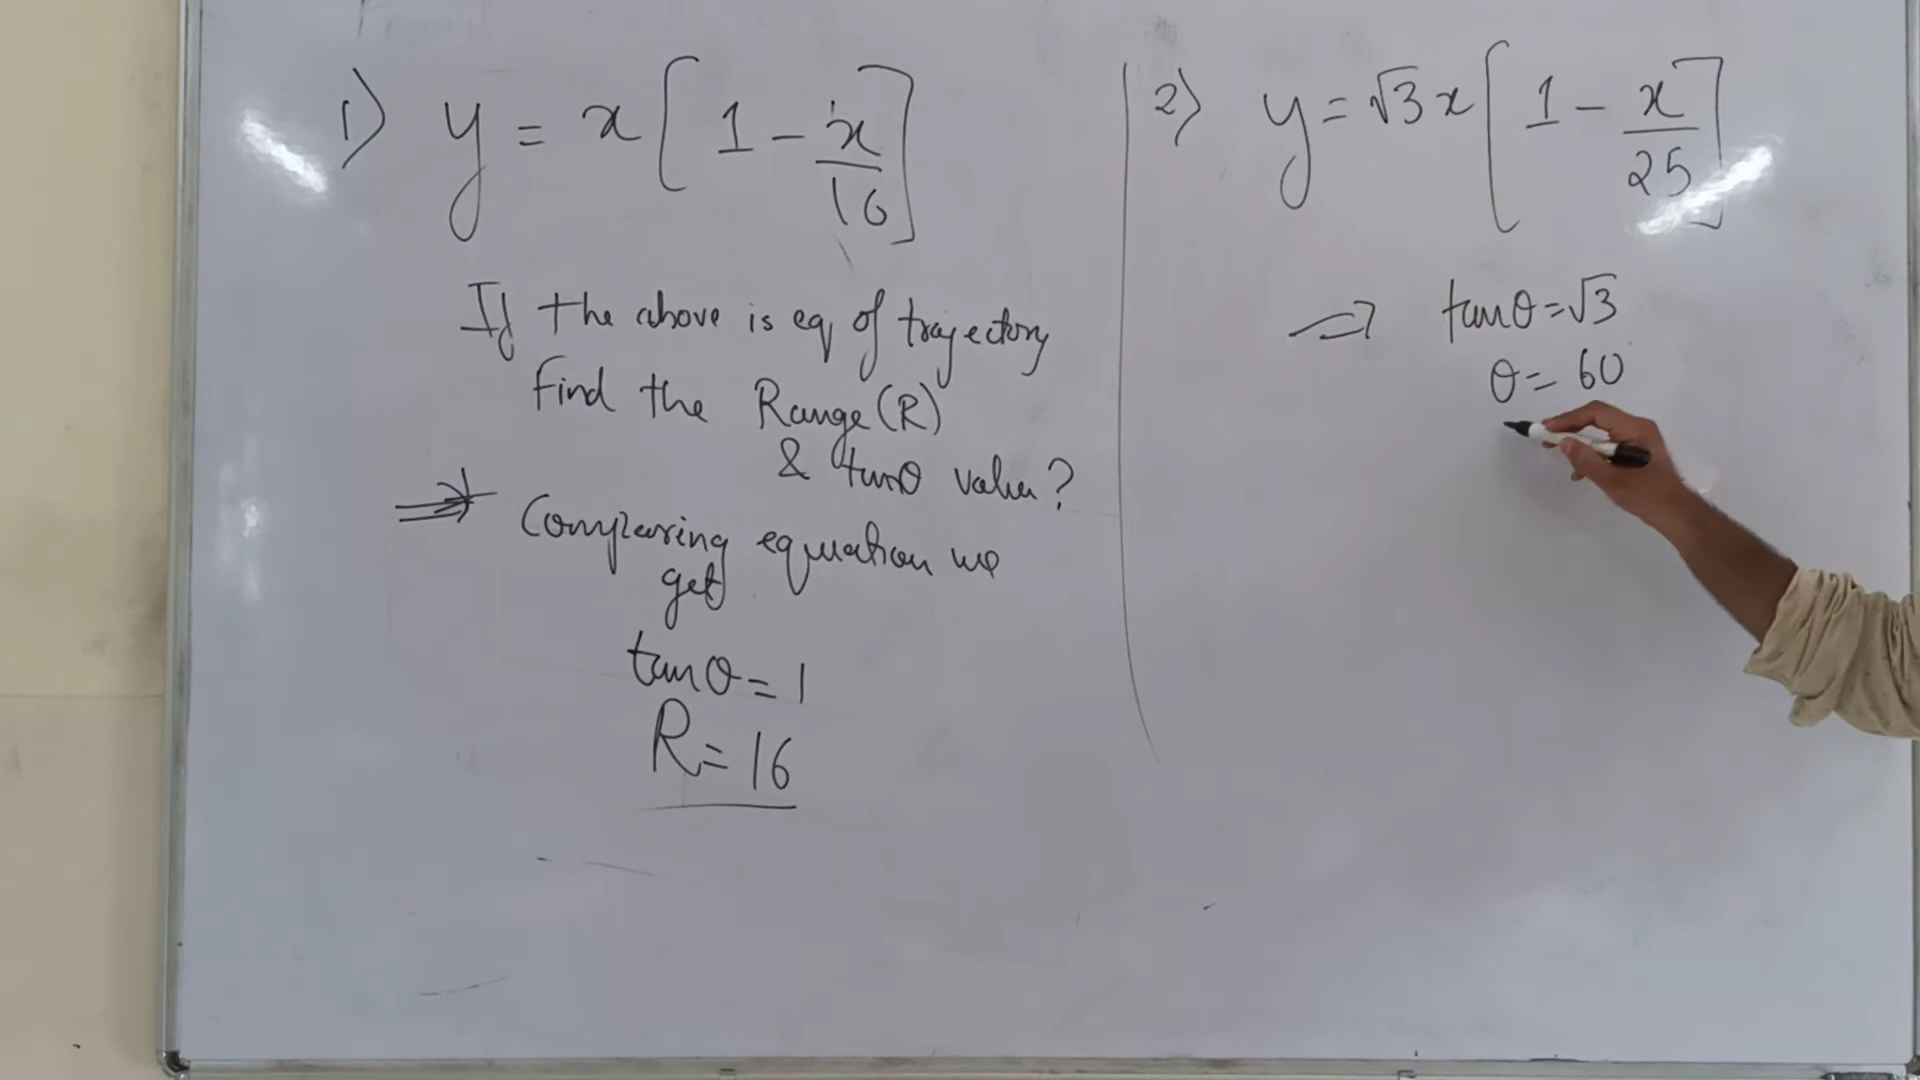 1) y = x [ 1 - x/16 ]
If the above is eq of trajectory
find the Range (R)
& tanθ value?
⇒ Comparing equation we
get
tanθ = 1
R = 16
2) y = √3 x [ 1 - x/25 ]
⇒ tanθ = √3
θ = 60